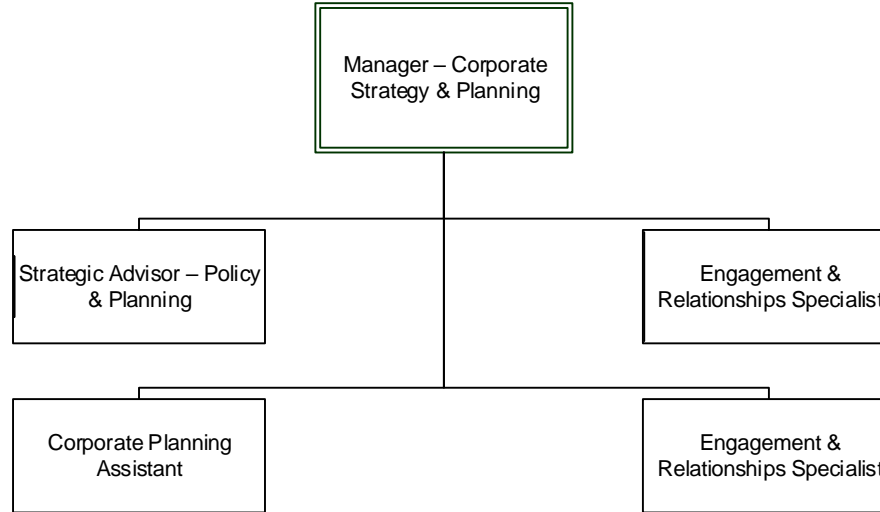 Manager – Corporate
Strategy & Planning
Strategic Advisor – Policy
& Planning
Engagement &
Relationships Specialist
Corporate Planning
Assistant
Engagement &
Relationships Specialist